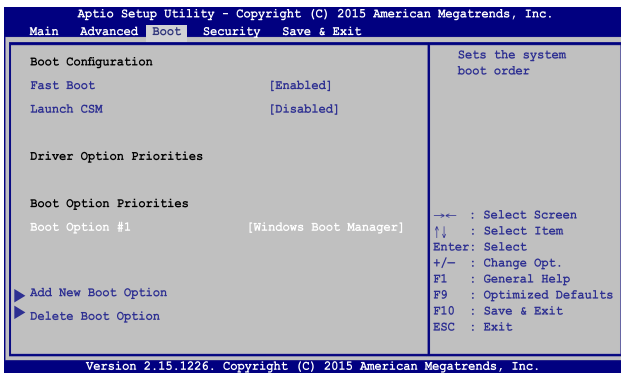 Aptio Setup Utility - Copyright (C) 2015 American Megatrends, Inc.
Main Advanced Boot Security Save & Exit
Boot Configuration
Fast Boot [Enabled]
Launch CSM [Disabled]
Driver Option Priorities
Boot Option Priorities
Boot Option #1 [Windows Boot Manager]
Add New Boot Option
Delete Boot Option
Sets the system
boot order
→← : Select Screen
↑↓ : Select Item
Enter: Select
+/— : Change Opt.
F1 : General Help
F9 : Optimized Defaults
F10 : Save & Exit
ESC : Exit
Version 2.15.1226. Copyright (C) 2015 American Megatrends, Inc.